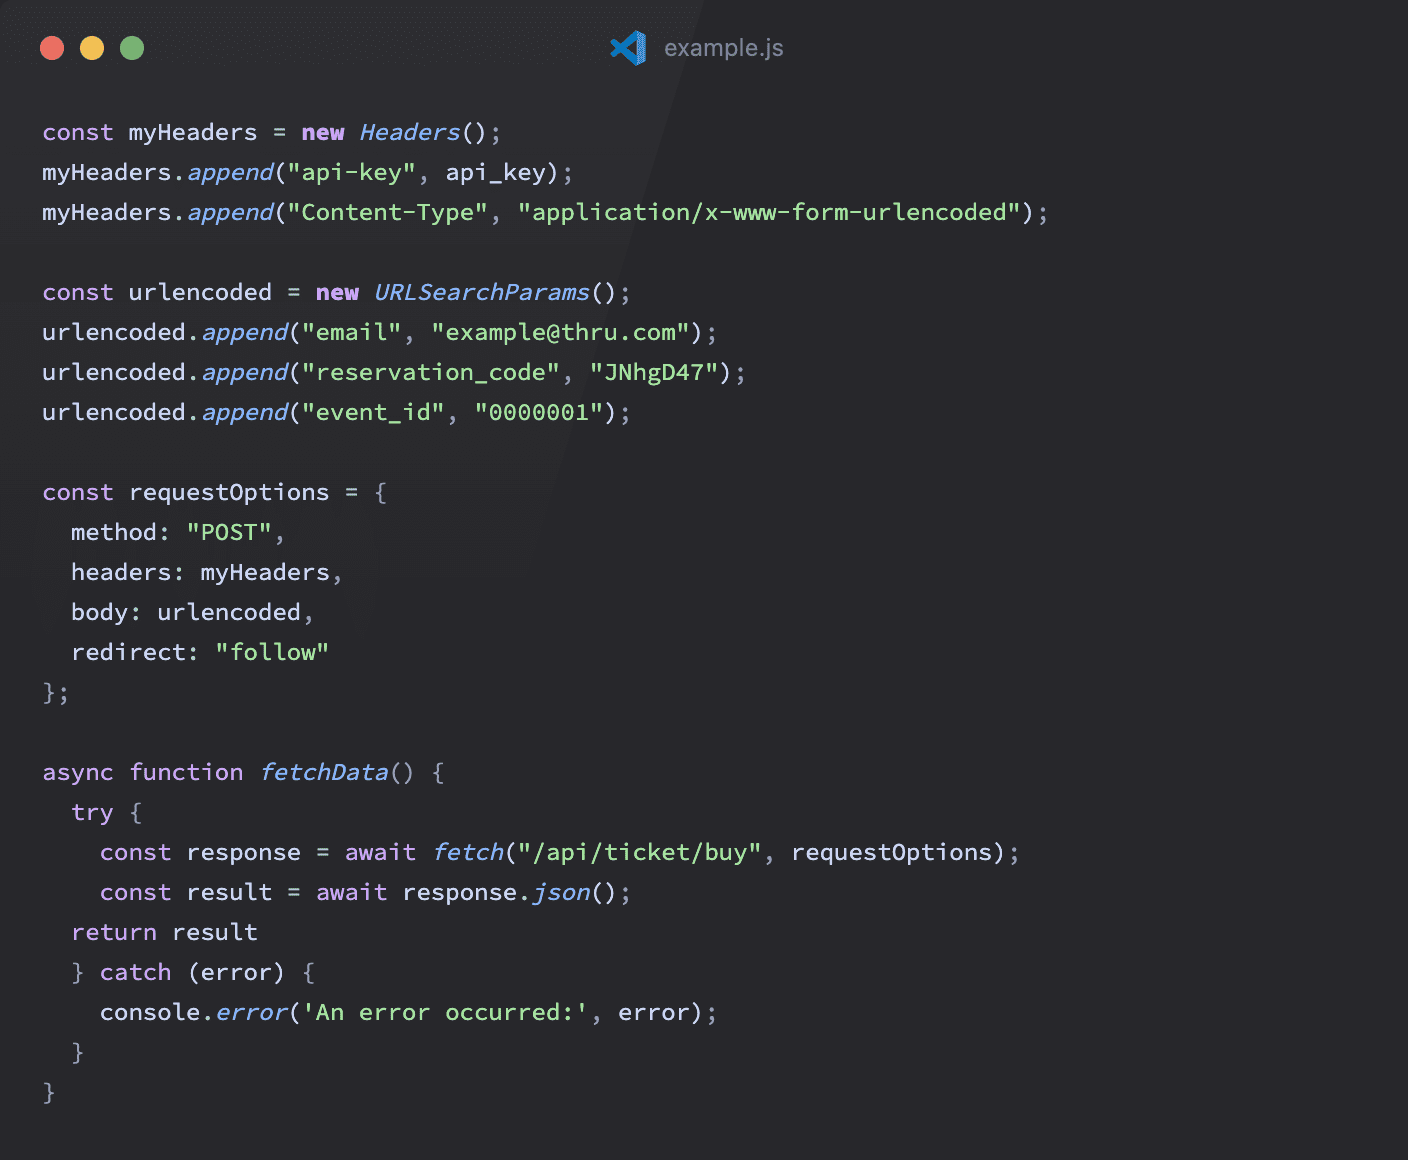 example.js
const myHeaders = new Headers();
myHeaders.append("api-key", api_key);
myHeaders.append("Content-Type", "application/x-www-form-urlencoded");
const urlencoded = new URLSearchParams();
urlencoded.append("email", "example@thru.com");
urlencoded.append("reservation_code", "JNhgD47");
urlencoded.append("event_id", "0000001");
const requestOptions = {
  method: "POST",
  headers: myHeaders,
  body: urlencoded,
  redirect: "follow"
};
async function fetchData() {
  try {
    const response = await fetch("/api/ticket/buy", requestOptions);
    const result = await response.json();
  return result
  } catch (error) {
    console.error('An error occurred:', error);
  }
}